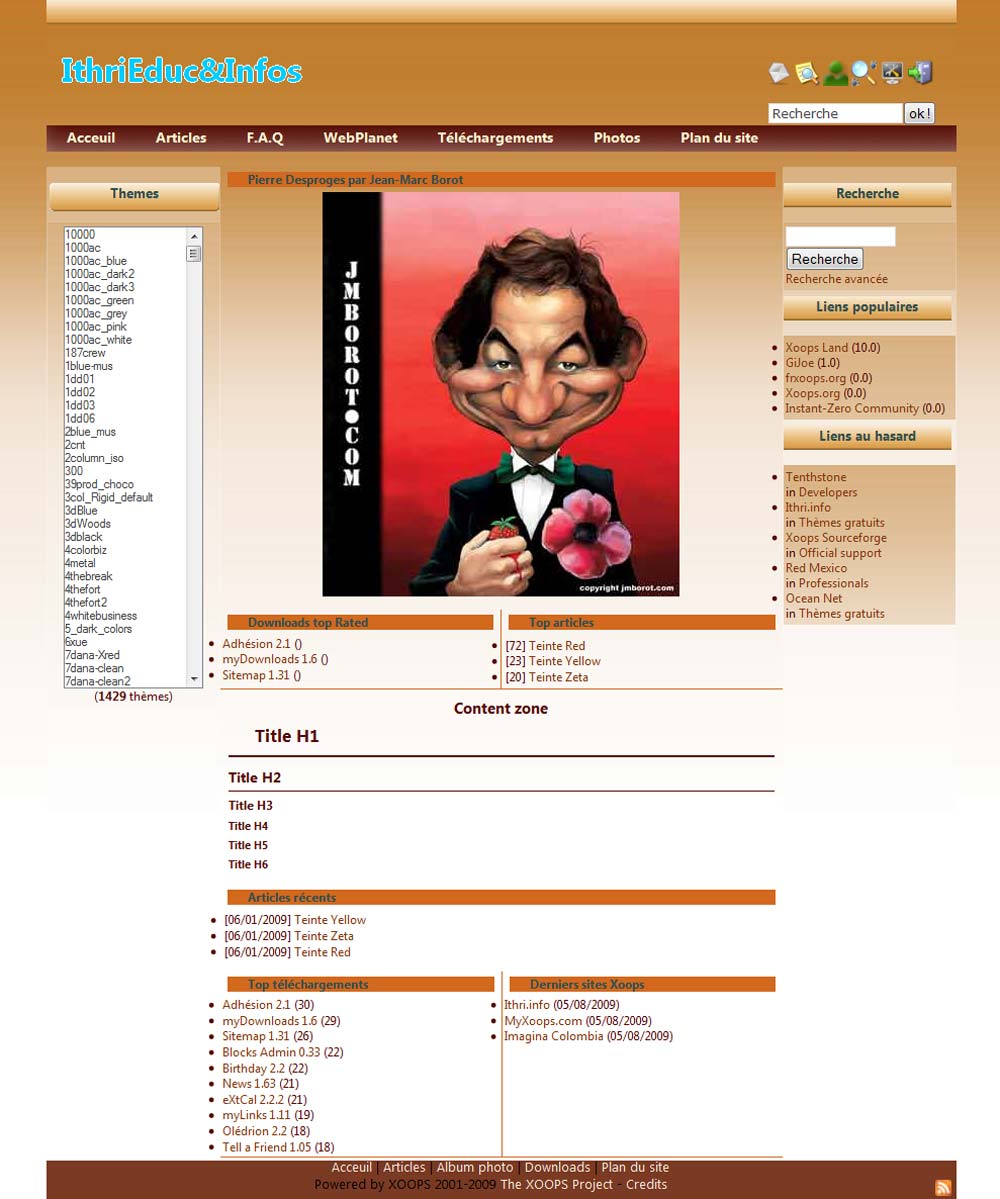 IthriEduc&Infos
Recherche ok !
Acceuil Articles F.A.Q WebPlanet Téléchargements Photos Plan du site
Themes
10000
1000ac
1000ac_blue
1000ac_dark2
1000ac_dark3
1000ac_green
1000ac_grey
1000ac_pink
1000ac_white
187crew
1blue-mus
1dd01
1dd02
1dd03
1dd06
2blue_mus
2cnt
2column_iso
300
39prod_choco
3col_Rigid_default
3dBlue
3dWoods
3dblack
4colorbiz
4metal
4thebreak
4thefort
4thefort2
4whitebusiness
5_dark_colors
6xue
7dana-Xred
7dana-clean
7dana-clean2
(1429 thèmes)
Pierre Desproges par Jean-Marc Borot
JMBOROT●COM
copyright jmborot.com
Downloads top Rated
Adhésion 2.1 ()
myDownloads 1.6 ()
Sitemap 1.31 ()
Top articles
[72] Teinte Red
[23] Teinte Yellow
[20] Teinte Zeta
Content zone
Title H1
Title H2
Title H3
Title H4
Title H5
Title H6
Articles récents
[06/01/2009] Teinte Yellow
[06/01/2009] Teinte Zeta
[06/01/2009] Teinte Red
Top téléchargements
Adhésion 2.1 (30)
myDownloads 1.6 (29)
Sitemap 1.31 (26)
Blocks Admin 0.33 (22)
Birthday 2.2 (22)
News 1.63 (21)
eXtCal 2.2.2 (21)
myLinks 1.11 (19)
Olédrion 2.2 (18)
Tell a Friend 1.05 (18)
Derniers sites Xoops
Ithri.info (05/08/2009)
MyXoops.com (05/08/2009)
Imagina Colombia (05/08/2009)
Recherche
Recherche
Recherche avancée
Liens populaires
Xoops Land (10.0)
GiJoe (1.0)
frxoops.org (0.0)
Xoops.org (0.0)
Instant-Zero Community (0.0)
Liens au hasard
Tenthstone
in Developers
Ithri.info
in Thèmes gratuits
Xoops Sourceforge
in Official support
Red Mexico
in Professionals
Ocean Net
in Thèmes gratuits
Acceuil | Articles | Album photo | Downloads | Plan du site
Powered by XOOPS 2001-2009 The XOOPS Project - Credits